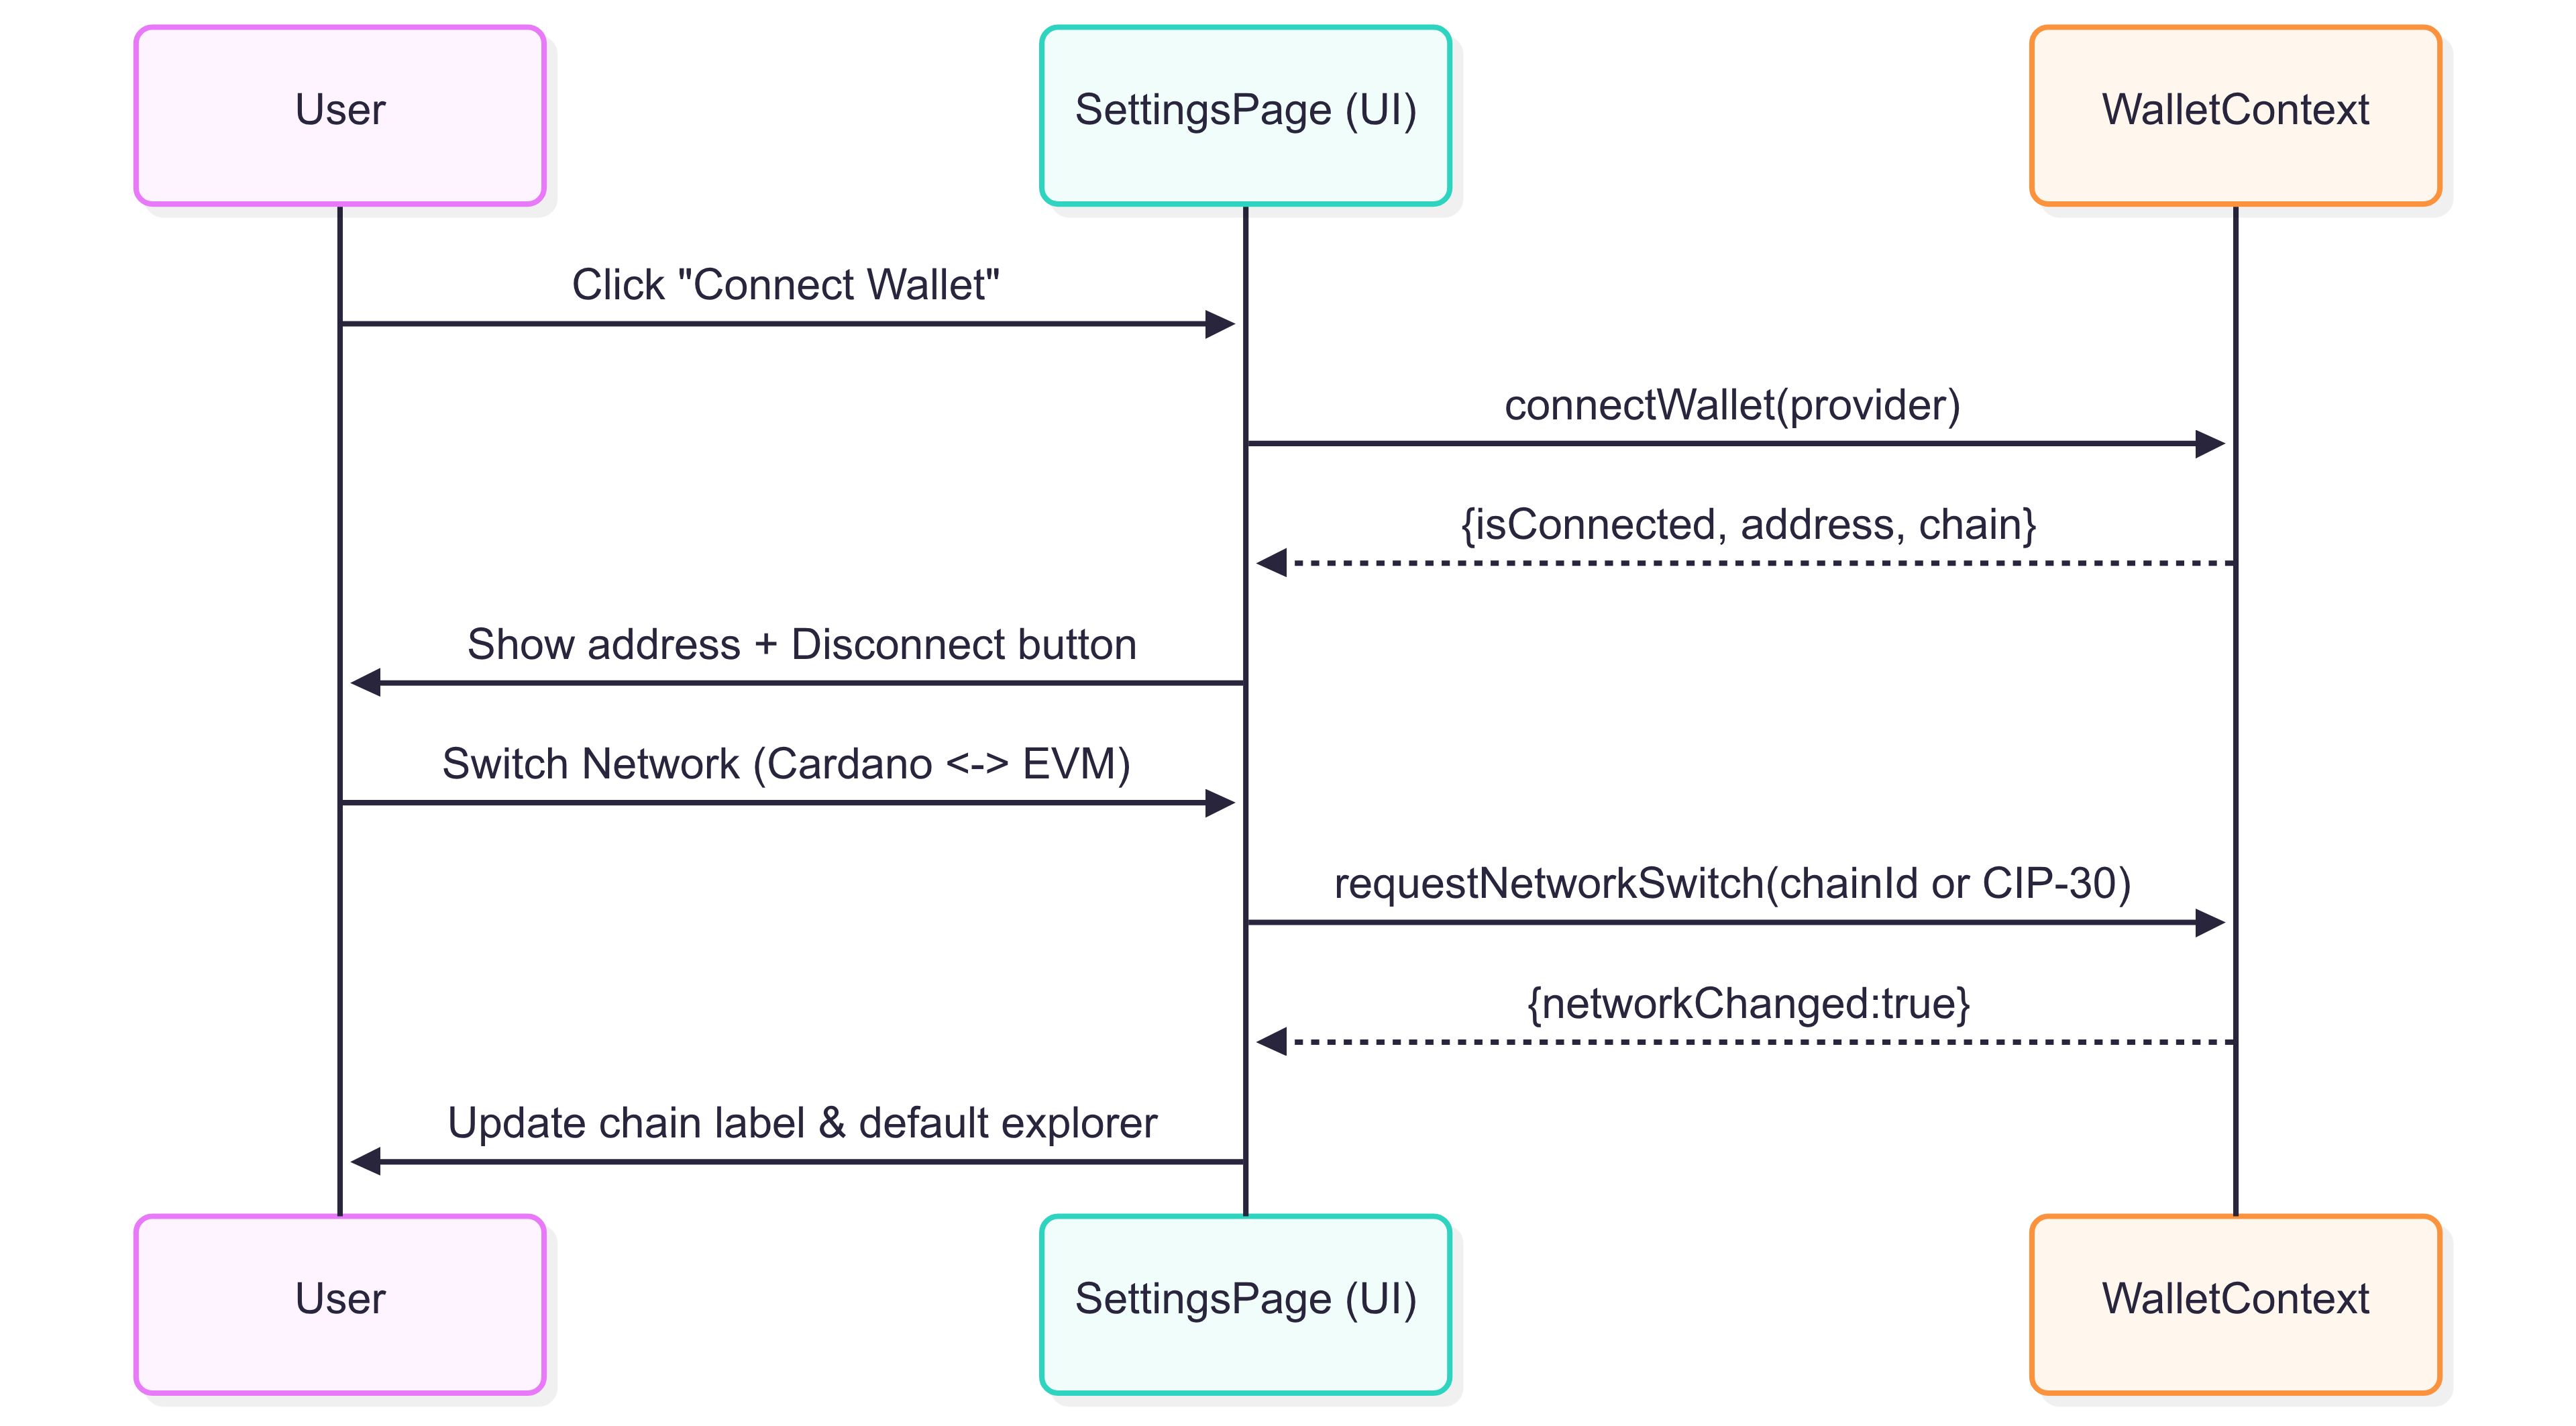 User
SettingsPage (UI)
WalletContext
Click "Connect Wallet"
connectWallet(provider)
{isConnected, address, chain}
Show address + Disconnect button
Switch Network (Cardano <-> EVM)
requestNetworkSwitch(chainId or CIP-30)
{networkChanged:true}
Update chain label & default explorer
User
SettingsPage (UI)
WalletContext